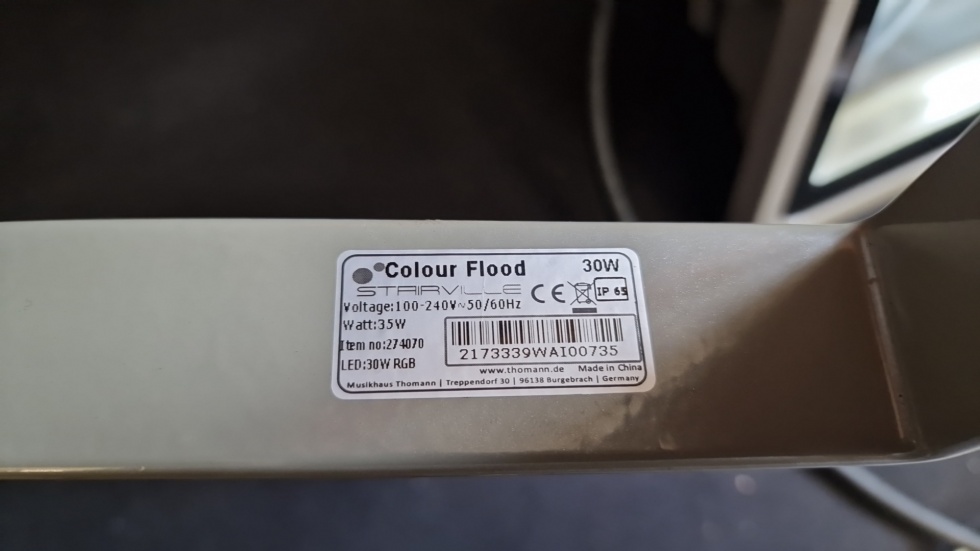 Colour Flood 30W
STAIRVILLE
CE IP 65
Voltage:100-240V~50/60Hz
Watt:35W
Item no:274070
LED:30W RGB
2173339WAI00735
www.thomann.de Made in China
Musikhaus Thomann | Treppendorf 30 | 96138 Burgebrach | Germany